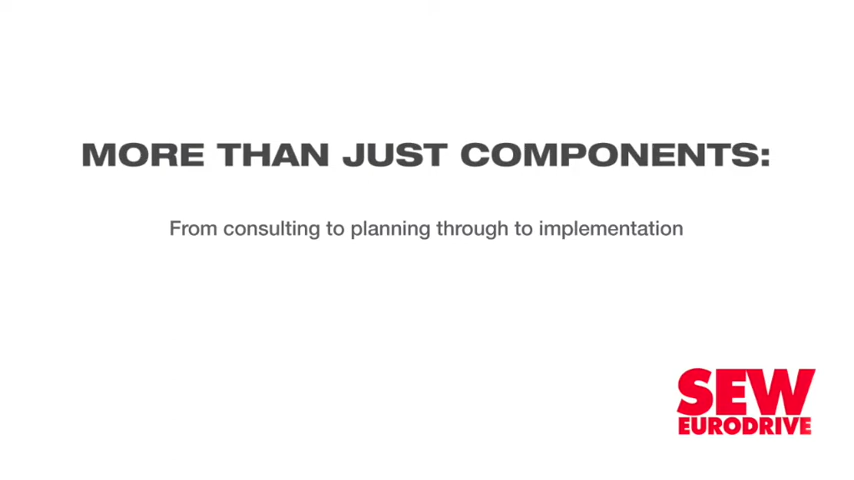 MORE THAN JUST COMPONENTS:
From consulting to planning through to implementation
SEW
EURODRIVE